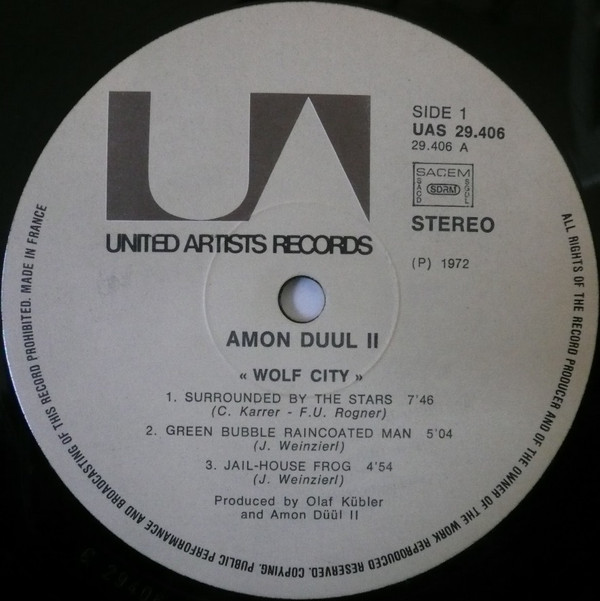 UA
UNITED ARTISTS RECORDS
SIDE 1
UAS 29.406
29.406 A
SACEM
SACD SDRM SGDL
STEREO
(P) 1972
AMON DUUL II
« WOLF CITY »
1. SURROUNDED BY THE STARS 7'46
(C. Karrer - F.U. Rogner)
2. GREEN BUBBLE RAINCOATED MAN 5'04
(J. Weinzierl)
3. JAIL-HOUSE FROG 4'54
(J. Weinzierl)
Produced by Olaf Kübler
and Amon Düül II
ALL RIGHTS OF THE RECORD PRODUCER AND OF THE OWNER OF THE WORK REPRODUCED RESERVED. COPYING, PUBLIC PERFORMANCE AND BROADCASTING OF THIS RECORD PROHIBITED. MADE IN FRANCE